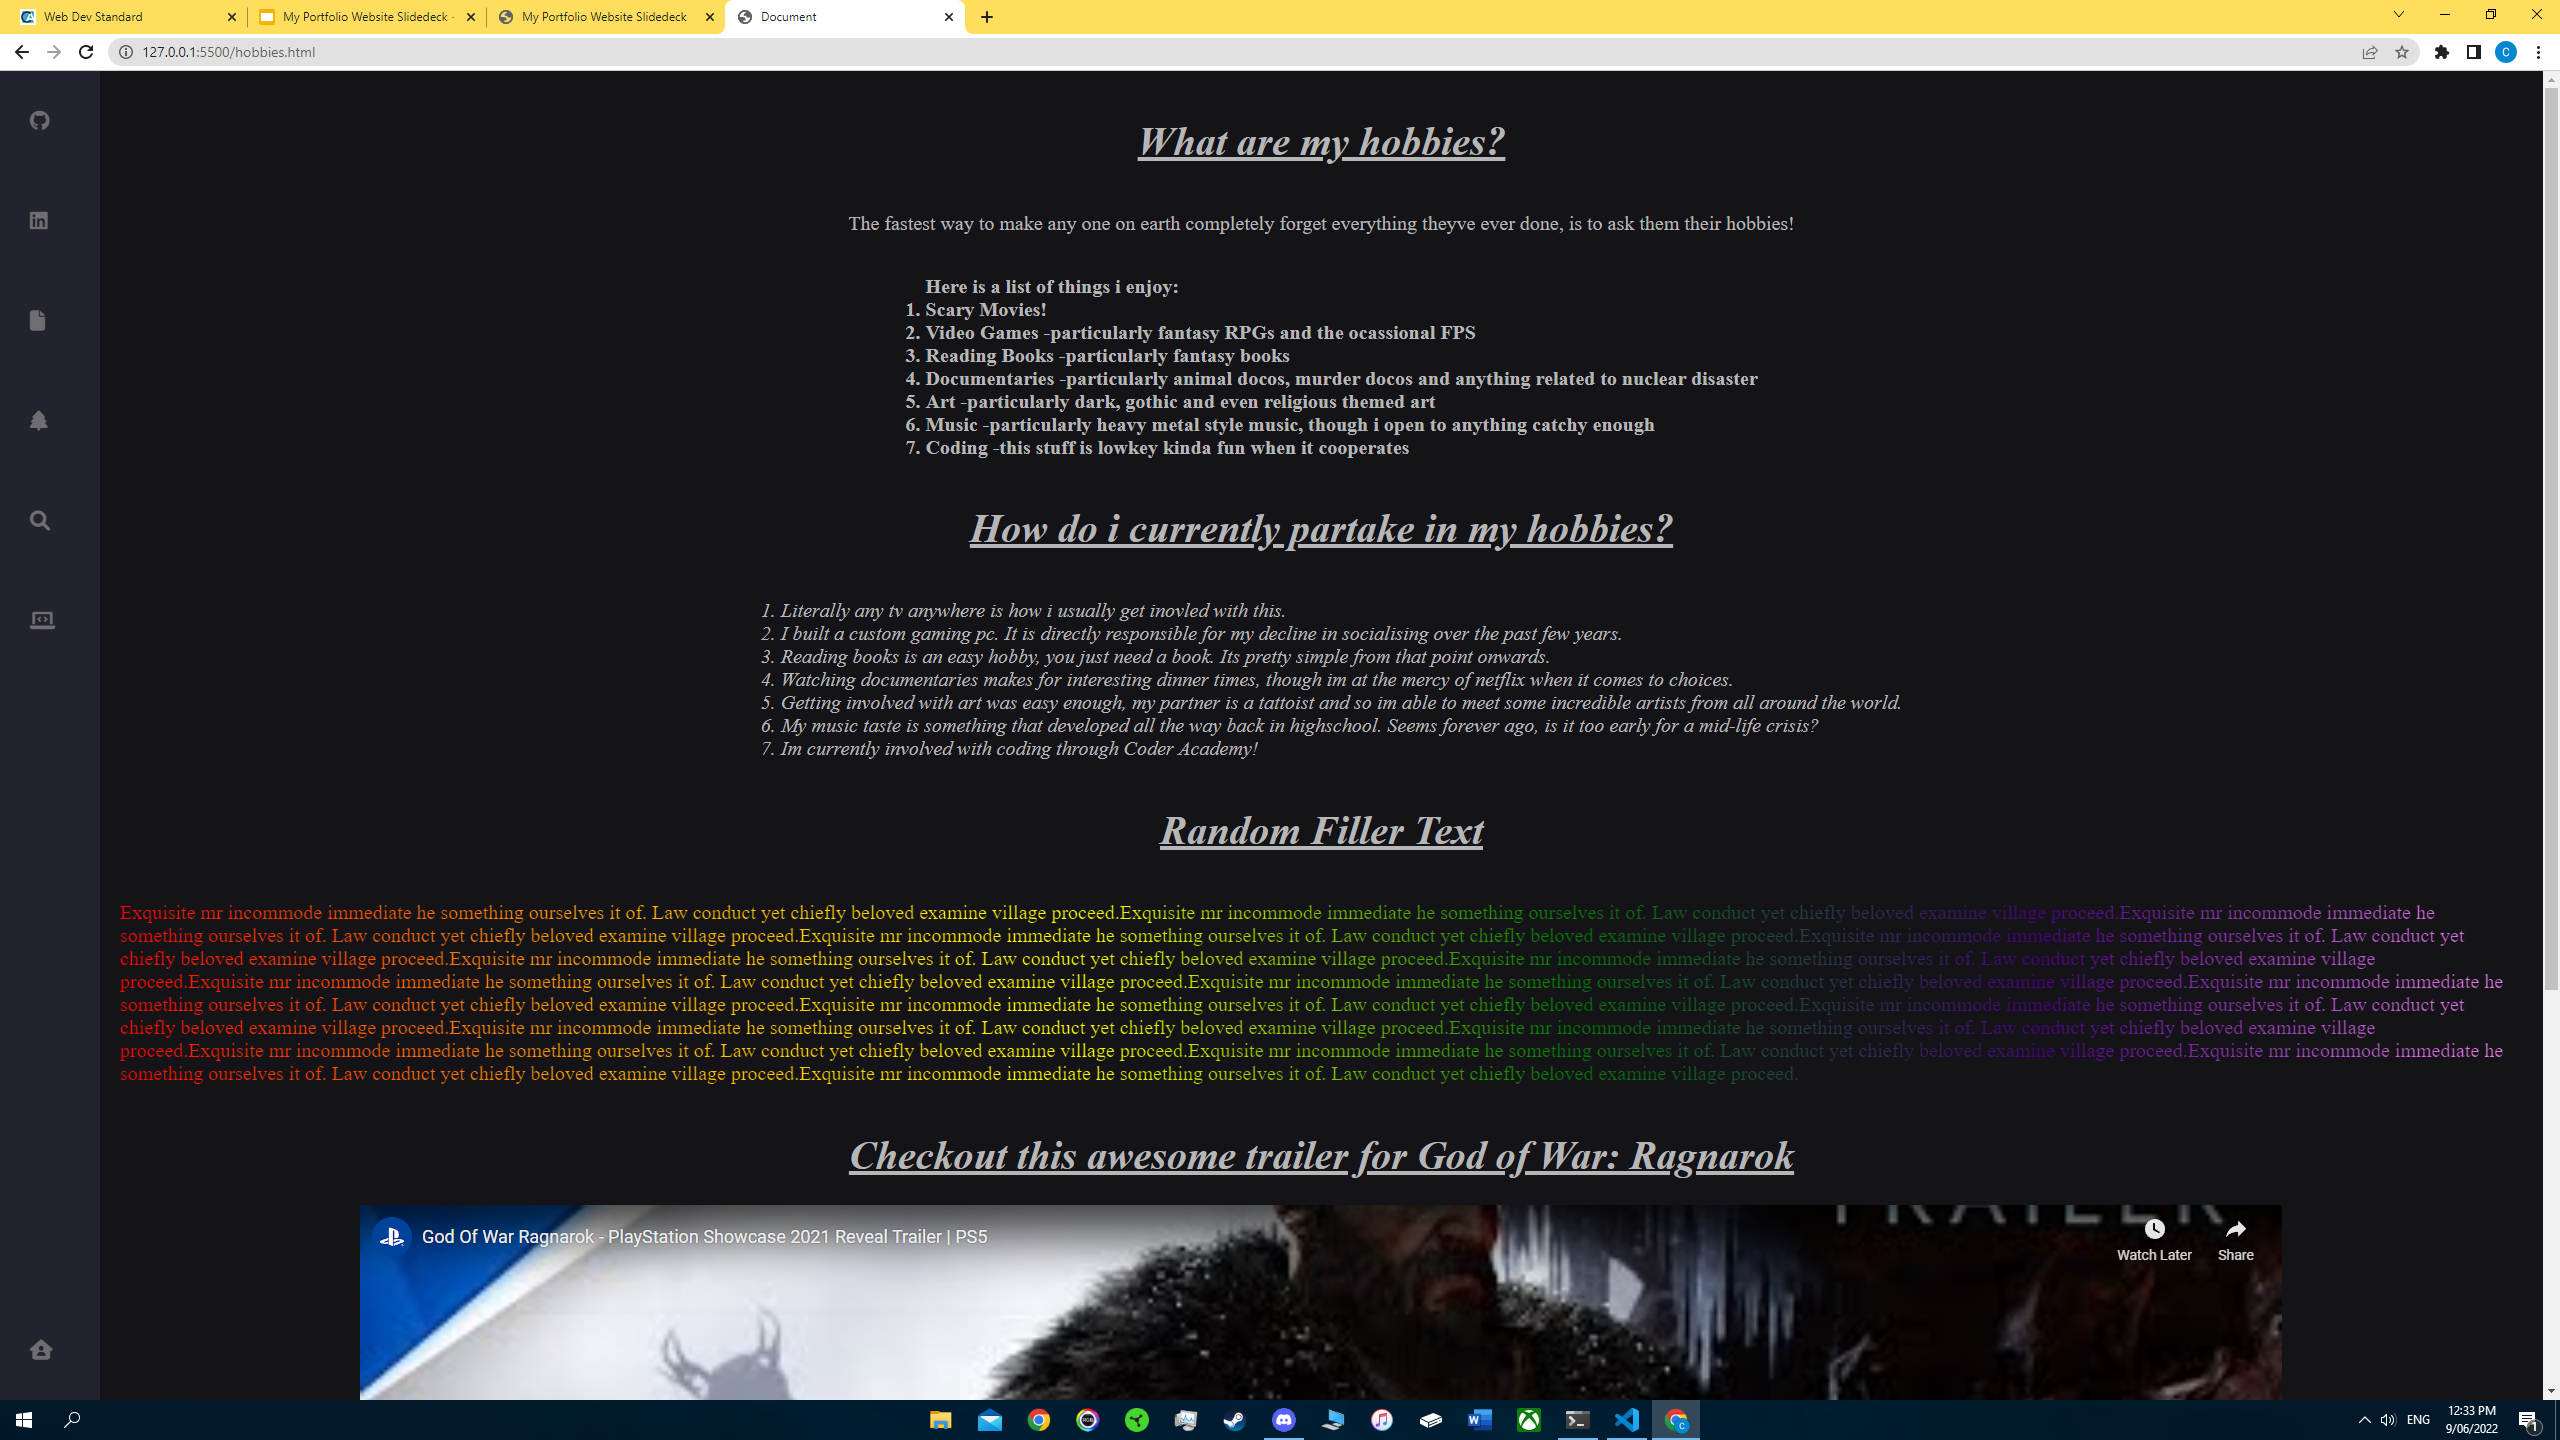 Web Dev Standard
My Portfolio Website Slidedeck -
My Portfolio Website Slidedeck
Document
127.0.0.1:5500/hobbies.html
C
What are my hobbies?
The fastest way to make any one on earth completely forget everything theyve ever done, is to ask them their hobbies!
Here is a list of things i enjoy:
1. Scary Movies!
2. Video Games -particularly fantasy RPGs and the ocassional FPS
3. Reading Books -particularly fantasy books
4. Documentaries -particularly animal docos, murder docos and anything related to nuclear disaster
5. Art -particularly dark, gothic and even religious themed art
6. Music -particularly heavy metal style music, though i open to anything catchy enough
7. Coding -this stuff is lowkey kinda fun when it cooperates
How do i currently partake in my hobbies?
1. Literally any tv anywhere is how i usually get inovled with this.
2. I built a custom gaming pc. It is directly responsible for my decline in socialising over the past few years.
3. Reading books is an easy hobby, you just need a book. Its pretty simple from that point onwards.
4. Watching documentaries makes for interesting dinner times, though im at the mercy of netflix when it comes to choices.
5. Getting involved with art was easy enough, my partner is a tattoist and so im able to meet some incredible artists from all around the world.
6. My music taste is something that developed all the way back in highschool. Seems forever ago, is it too early for a mid-life crisis?
7. Im currently involved with coding through Coder Academy!
Random Filler Text
Exquisite mr incommode immediate he something ourselves it of. Law conduct yet chiefly beloved examine village proceed.Exquisite mr incommode immediate he something ourselves it of. Law conduct yet chiefly beloved examine village proceed.Exquisite mr incommode immediate he
something ourselves it of. Law conduct yet chiefly beloved examine village proceed.Exquisite mr incommode immediate he something ourselves it of. Law conduct yet chiefly beloved examine village proceed.Exquisite mr incommode immediate he something ourselves it of. Law conduct yet
chiefly beloved examine village proceed.Exquisite mr incommode immediate he something ourselves it of. Law conduct yet chiefly beloved examine village proceed.Exquisite mr incommode immediate he something ourselves it of. Law conduct yet chiefly beloved examine village
proceed.Exquisite mr incommode immediate he something ourselves it of. Law conduct yet chiefly beloved examine village proceed.Exquisite mr incommode immediate he something ourselves it of. Law conduct yet chiefly beloved examine village proceed.Exquisite mr incommode immediate he
something ourselves it of. Law conduct yet chiefly beloved examine village proceed.Exquisite mr incommode immediate he something ourselves it of. Law conduct yet chiefly beloved examine village proceed.Exquisite mr incommode immediate he something ourselves it of. Law conduct yet
chiefly beloved examine village proceed.Exquisite mr incommode immediate he something ourselves it of. Law conduct yet chiefly beloved examine village proceed.Exquisite mr incommode immediate he something ourselves it of. Law conduct yet chiefly beloved examine village
proceed.Exquisite mr incommode immediate he something ourselves it of. Law conduct yet chiefly beloved examine village proceed.Exquisite mr incommode immediate he something ourselves it of. Law conduct yet chiefly beloved examine village proceed.Exquisite mr incommode immediate he
something ourselves it of. Law conduct yet chiefly beloved examine village proceed.Exquisite mr incommode immediate he something ourselves it of. Law conduct yet chiefly beloved examine village proceed.
Checkout this awesome trailer for God of War: Ragnarok
God Of War Ragnarok - PlayStation Showcase 2021 Reveal Trailer | PS5
TRAILER
Watch Later
Share
ENG
12:33 PM
9/06/2022
1